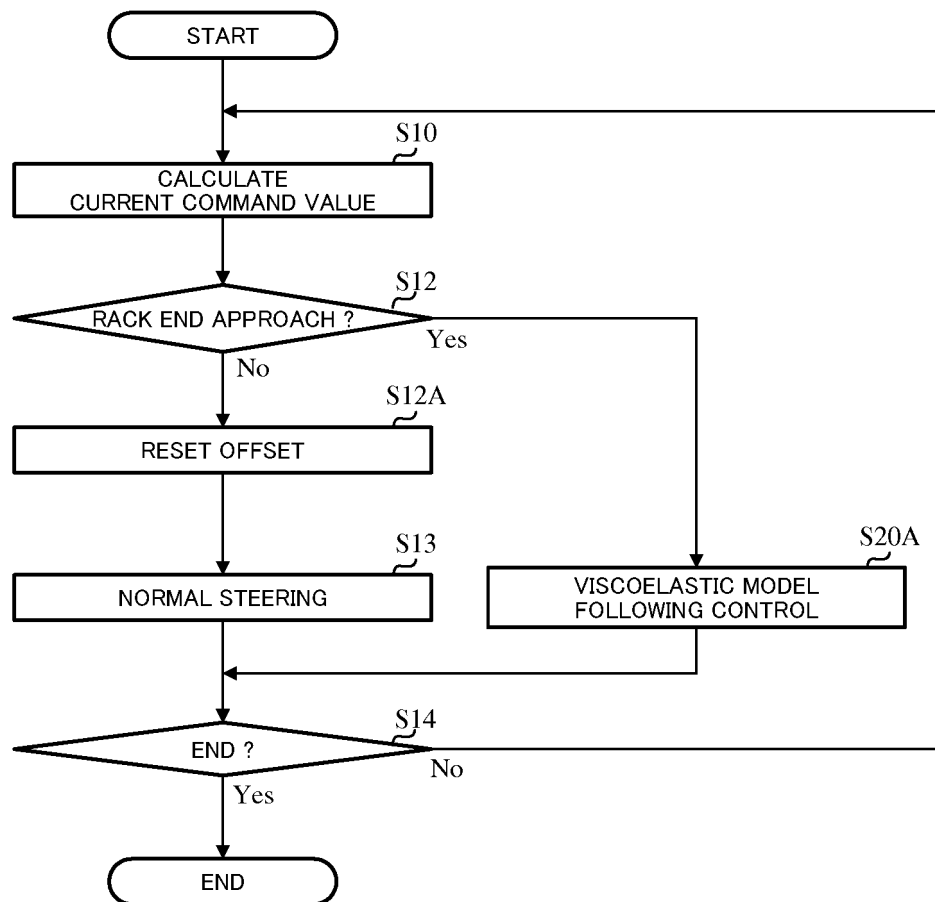 START
S10
CALCULATE
CURRENT COMMAND VALUE
S12
RACK END APPROACH ?
Yes
No
S12A
RESET OFFSET
S13
NORMAL STEERING
S20A
VISCOELASTIC MODEL
FOLLOWING CONTROL
S14
END ?
No
Yes
END